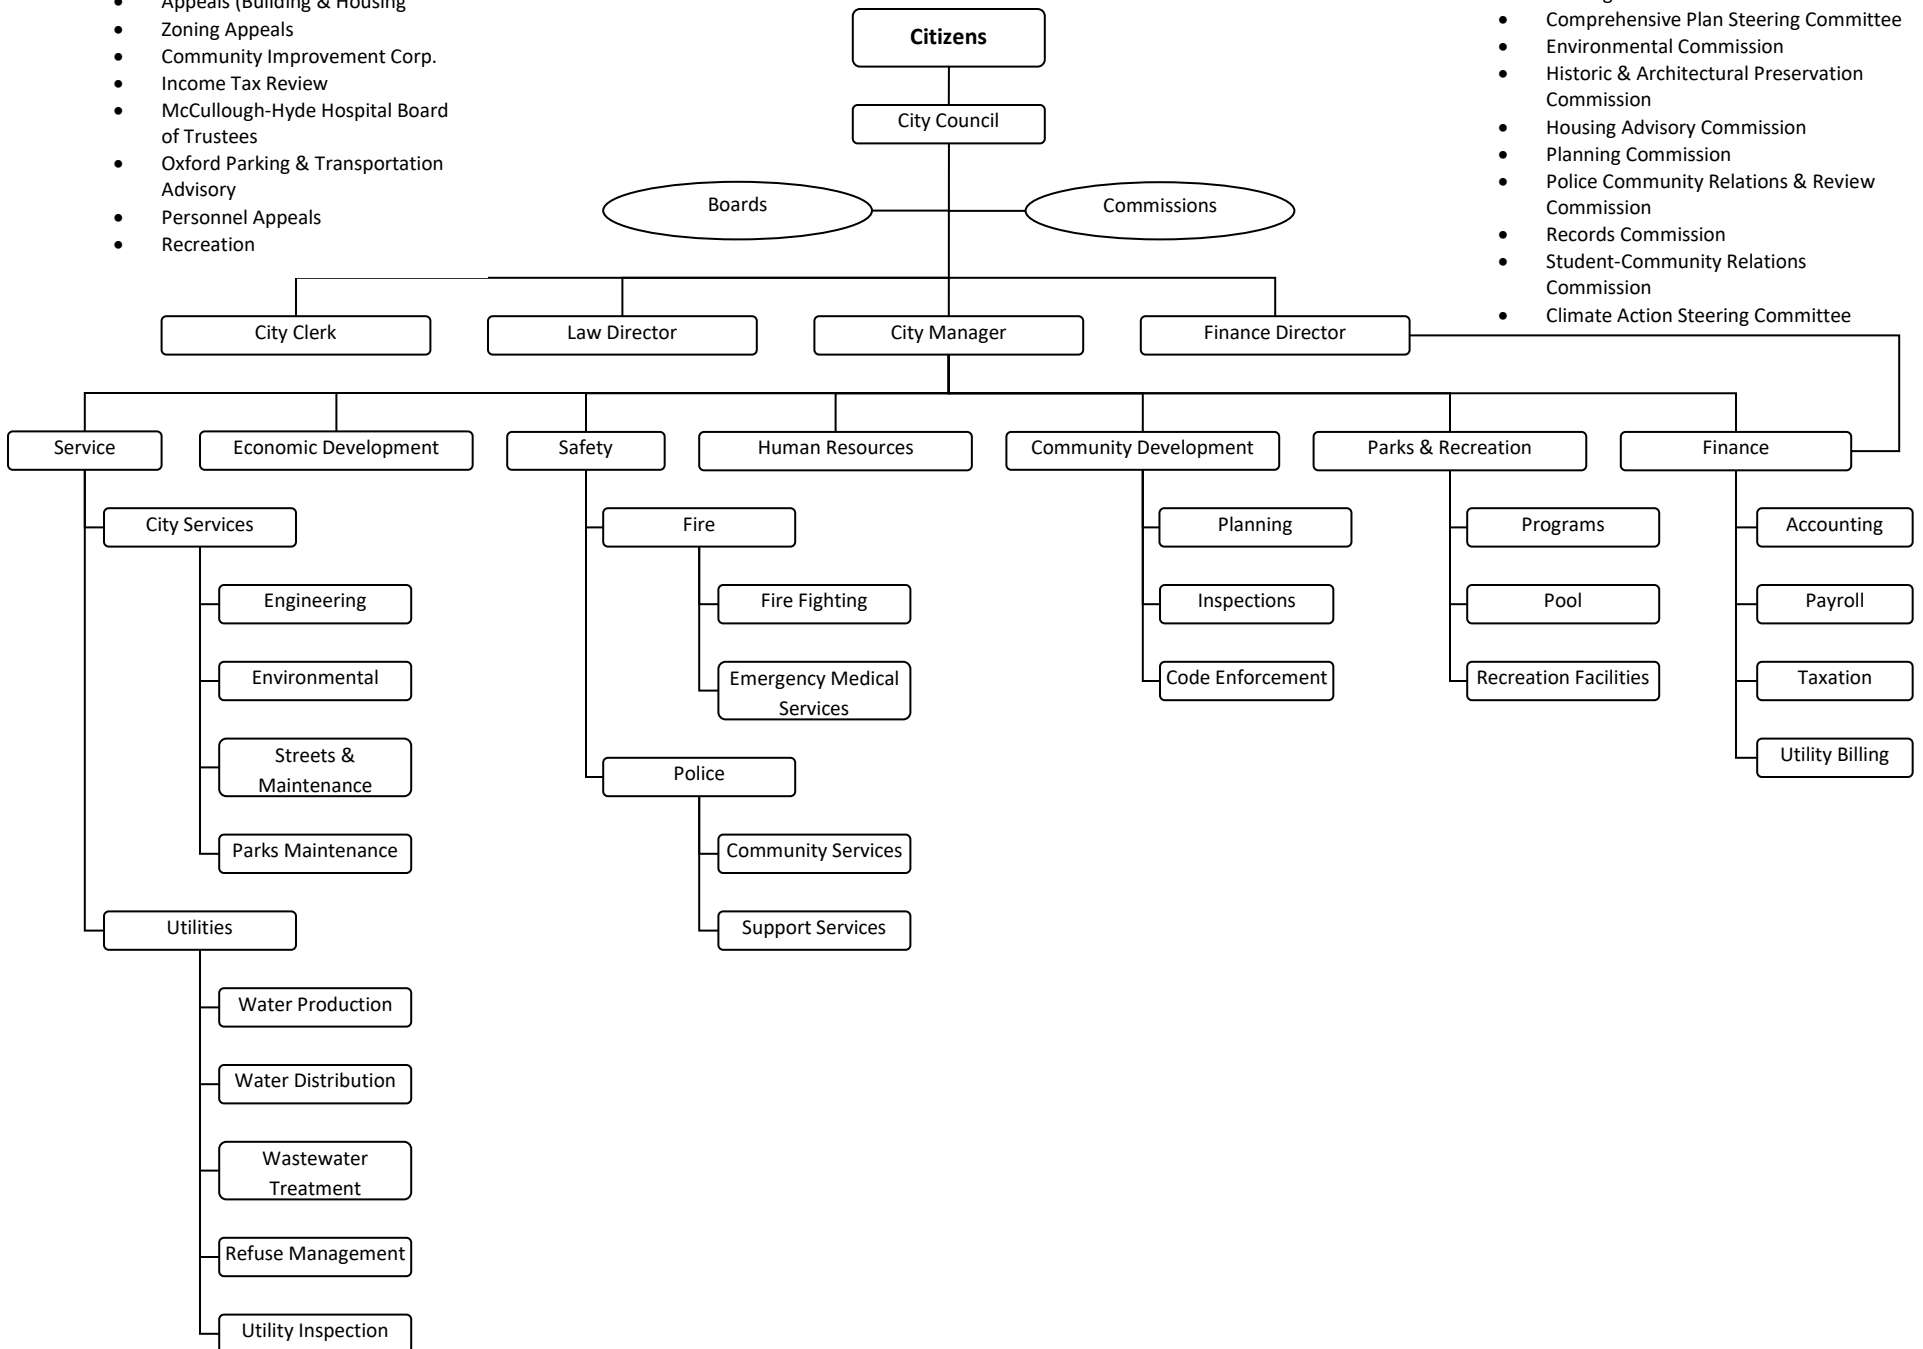 Appeals (Building & Housing
Zoning Appeals
Community Improvement Corp.
Income Tax Review
McCullough-Hyde Hospital Board
of Trustees
Oxford Parking & Transportation
Advisory
Personnel Appeals
Recreation
Comprehensive Plan Steering Committee
Environmental Commission
Historic & Architectural Preservation
Commission
Housing Advisory Commission
Planning Commission
Police Community Relations & Review
Commission
Records Commission
Student-Community Relations
Commission
Climate Action Steering Committee
Citizens
City Council
Boards
Commissions
City Clerk
Law Director
City Manager
Finance Director
Service
Economic Development
Safety
Human Resources
Community Development
Parks & Recreation
Finance
City Services
Engineering
Environmental
Streets &
Maintenance
Parks Maintenance
Utilities
Water Production
Water Distribution
Wastewater
Treatment
Refuse Management
Utility Inspection
Fire
Fire Fighting
Emergency Medical
Services
Police
Community Services
Support Services
Planning
Inspections
Code Enforcement
Programs
Pool
Recreation Facilities
Accounting
Payroll
Taxation
Utility Billing